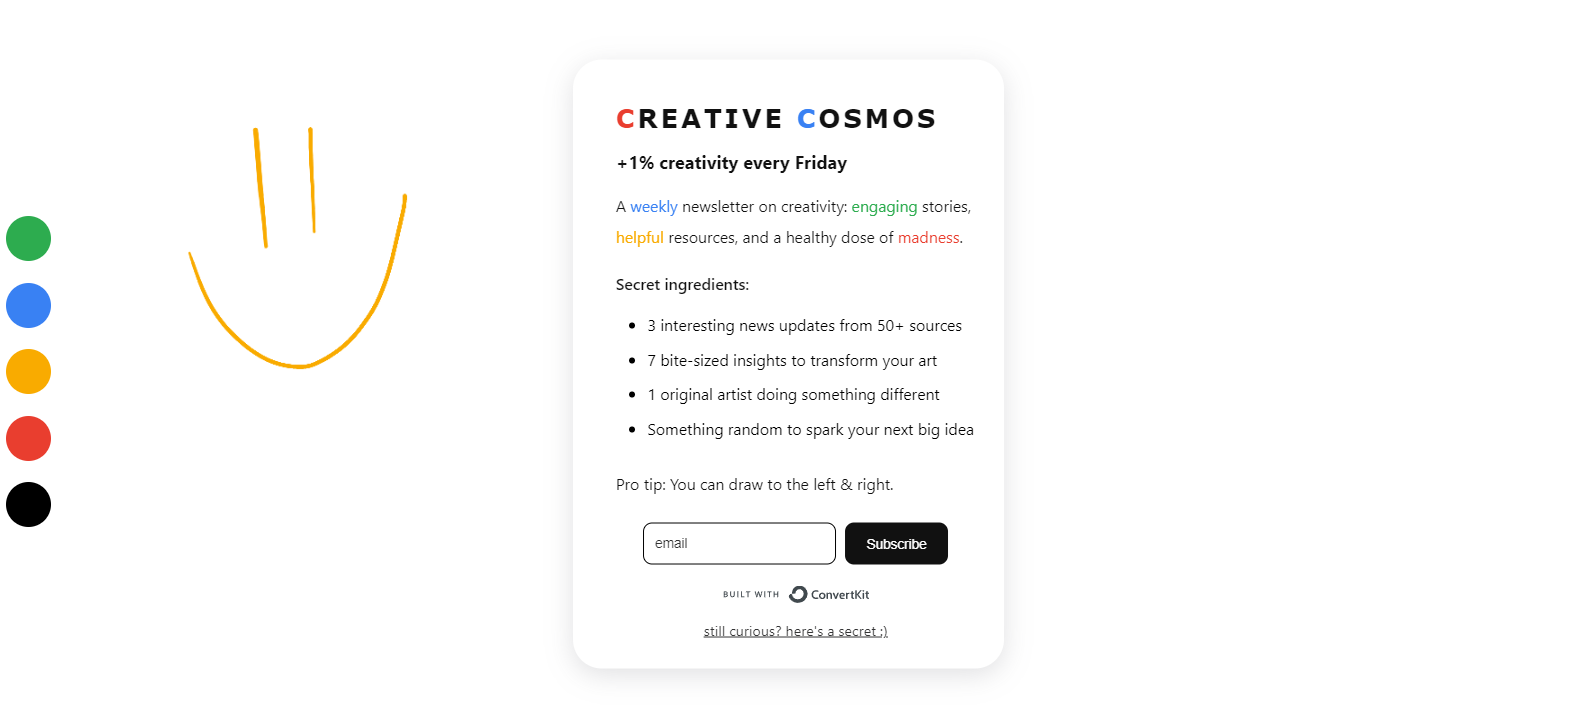 CREATIVE COSMOS
+1% creativity every Friday
A weekly newsletter on creativity: engaging stories,
helpful resources, and a healthy dose of madness.
Secret ingredients:
• 3 interesting news updates from 50+ sources
• 7 bite-sized insights to transform your art
• 1 original artist doing something different
• Something random to spark your next big idea
Pro tip: You can draw to the left & right.
email Subscribe
BUILT WITH ConvertKit
still curious? here's a secret :)